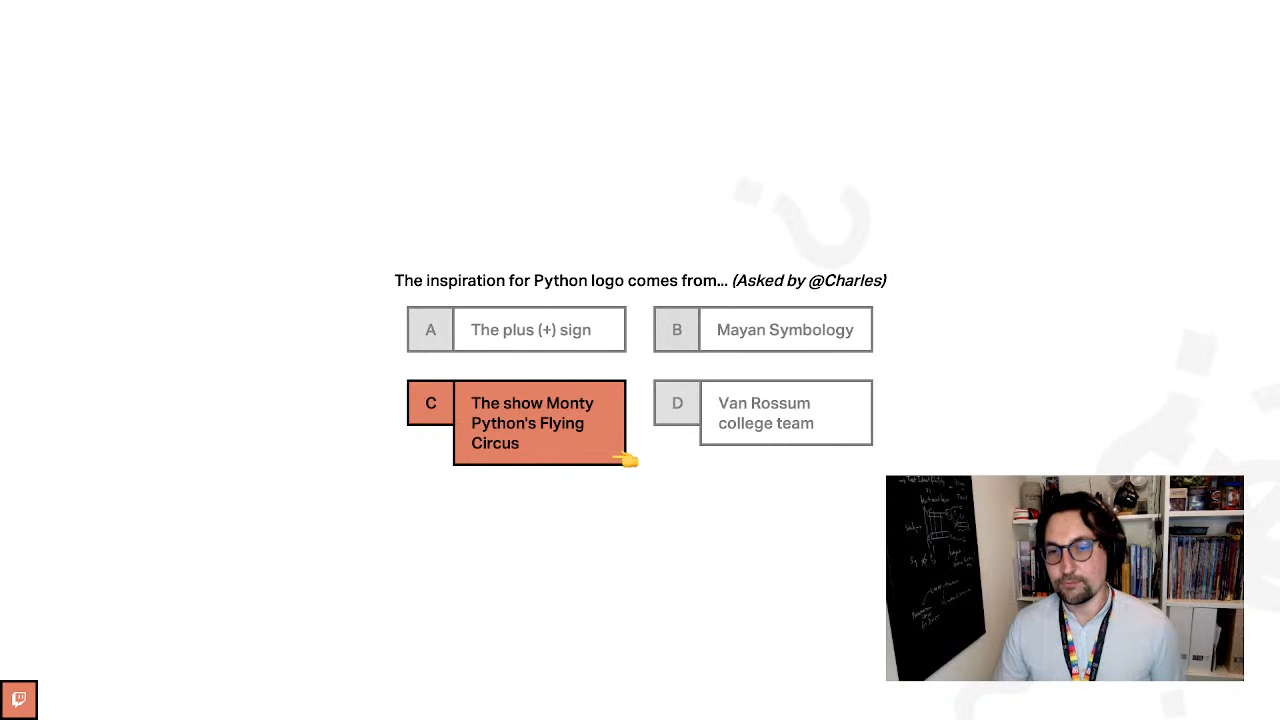 The inspiration for Python logo comes from... (Asked by @Charles)
A
The plus (+) sign
B
Mayan Symbology
C
The show Monty
Python's Flying
Circus
D
Van Rossum
college team